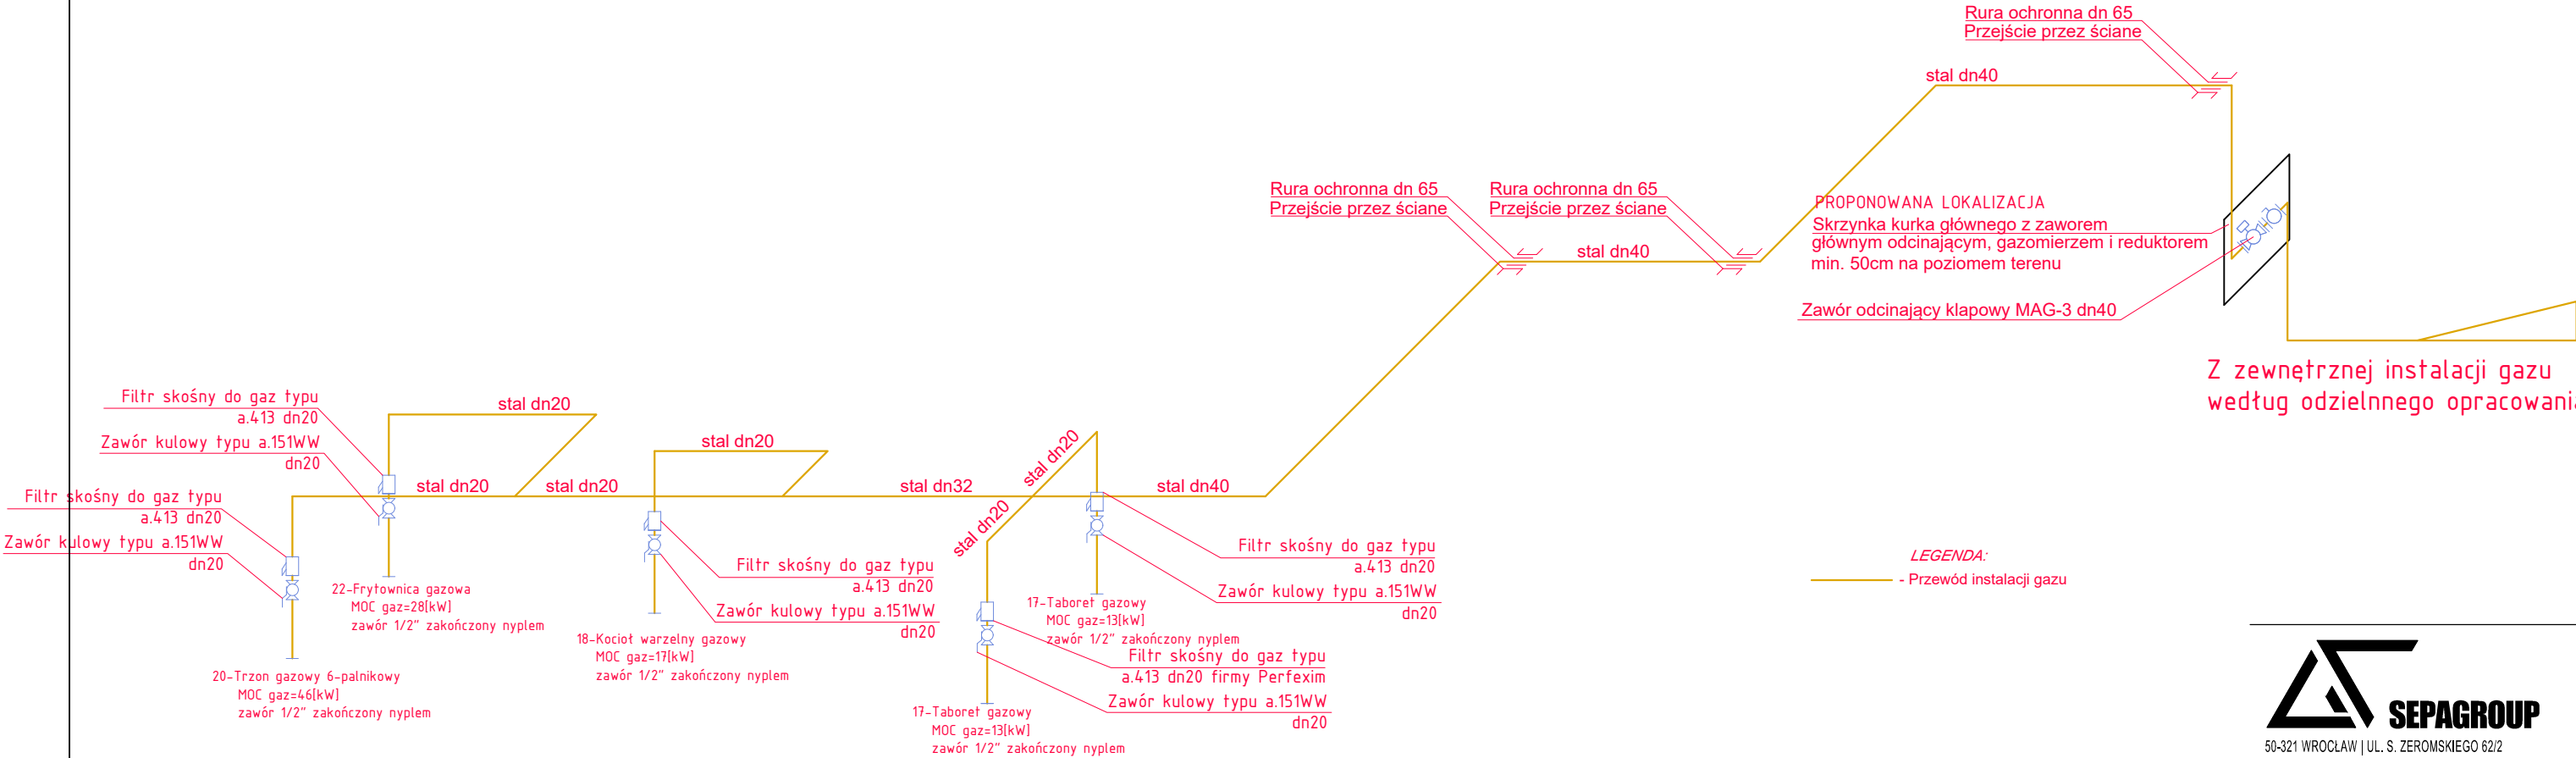 Rura ochronna dn 65
Przejście przez ściane
stal dn40
Rura ochronna dn 65
Przejście przez ściane
Rura ochronna dn 65
Przejście przez ściane
stal dn40
PROPONOWANA LOKALIZACJA
Skrzynka kurka głównego z zaworem
głównym odcinającym, gazomierzem i reduktorem
min. 50cm na poziomem terenu
Zawór odcinający klapowy MAG-3 dn40
Z zewnętrznej instalacji gazu
według odzielnnego opracowania
Filtr skośny do gaz typu
a.413 dn20
Zawór kulowy typu a.151WW
dn20
stal dn20
Filtr skośny do gaz typu
a.413 dn20
Zawór kulowy typu a.151WW
dn20
stal dn20
stal dn20
stal dn20
stal dn32
stal dn20
stal dn20
stal dn40
22-Frytownica gazowa
MOC gaz=28[kW]
zawór 1/2" zakończony nyplem
20-Trzon gazowy 6-palnikowy
MOC gaz=46[kW]
zawór 1/2" zakończony nyplem
Filtr skośny do gaz typu
a.413 dn20
Zawór kulowy typu a.151WW
dn20
18-Kocioł warzelny gazowy
MOC gaz=17[kW]
zawór 1/2" zakończony nyplem
Filtr skośny do gaz typu
a.413 dn20
Zawór kulowy typu a.151WW
dn20
17-Taboret gazowy
MOC gaz=13[kW]
zawór 1/2" zakończony nyplem
Filtr skośny do gaz typu
a.413 dn20 firmy Perfexim
Zawór kulowy typu a.151WW
dn20
17-Taboret gazowy
MOC gaz=13[kW]
zawór 1/2" zakończony nyplem
LEGENDA:
- Przewód instalacji gazu
SEPAGROUP
50-321 WROCŁAW | UL. S. ZEROMSKIEGO 62/2